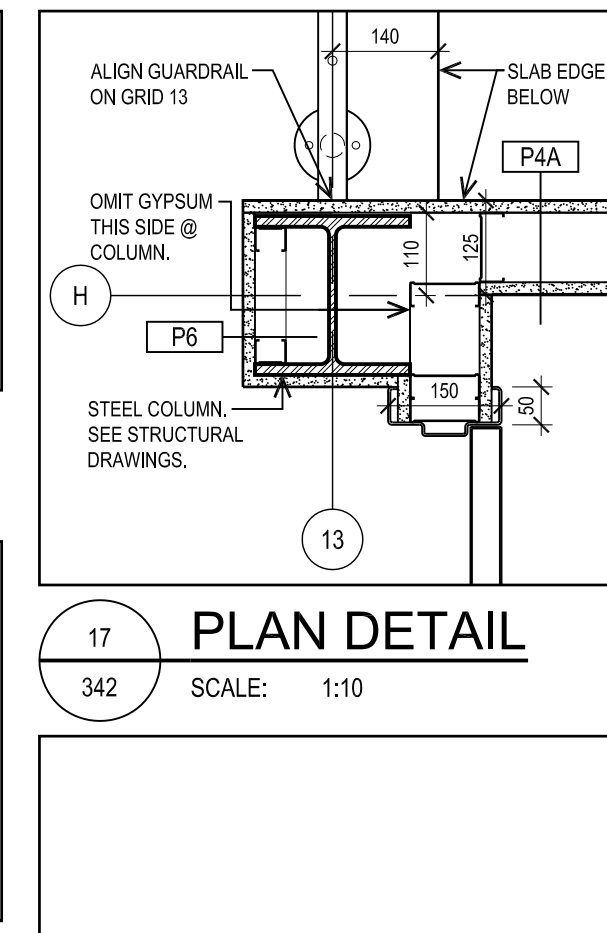 140
ALIGN GUARDRAIL
ON GRID 13
SLAB EDGE
BELOW
P4A
OMIT GYPSUM
THIS SIDE @
COLUMN.
110
125
H
P6
150
50
STEEL COLUMN.
SEE STRUCTURAL
DRAWINGS.
13
17
342
PLAN DETAIL
SCALE: 1:10